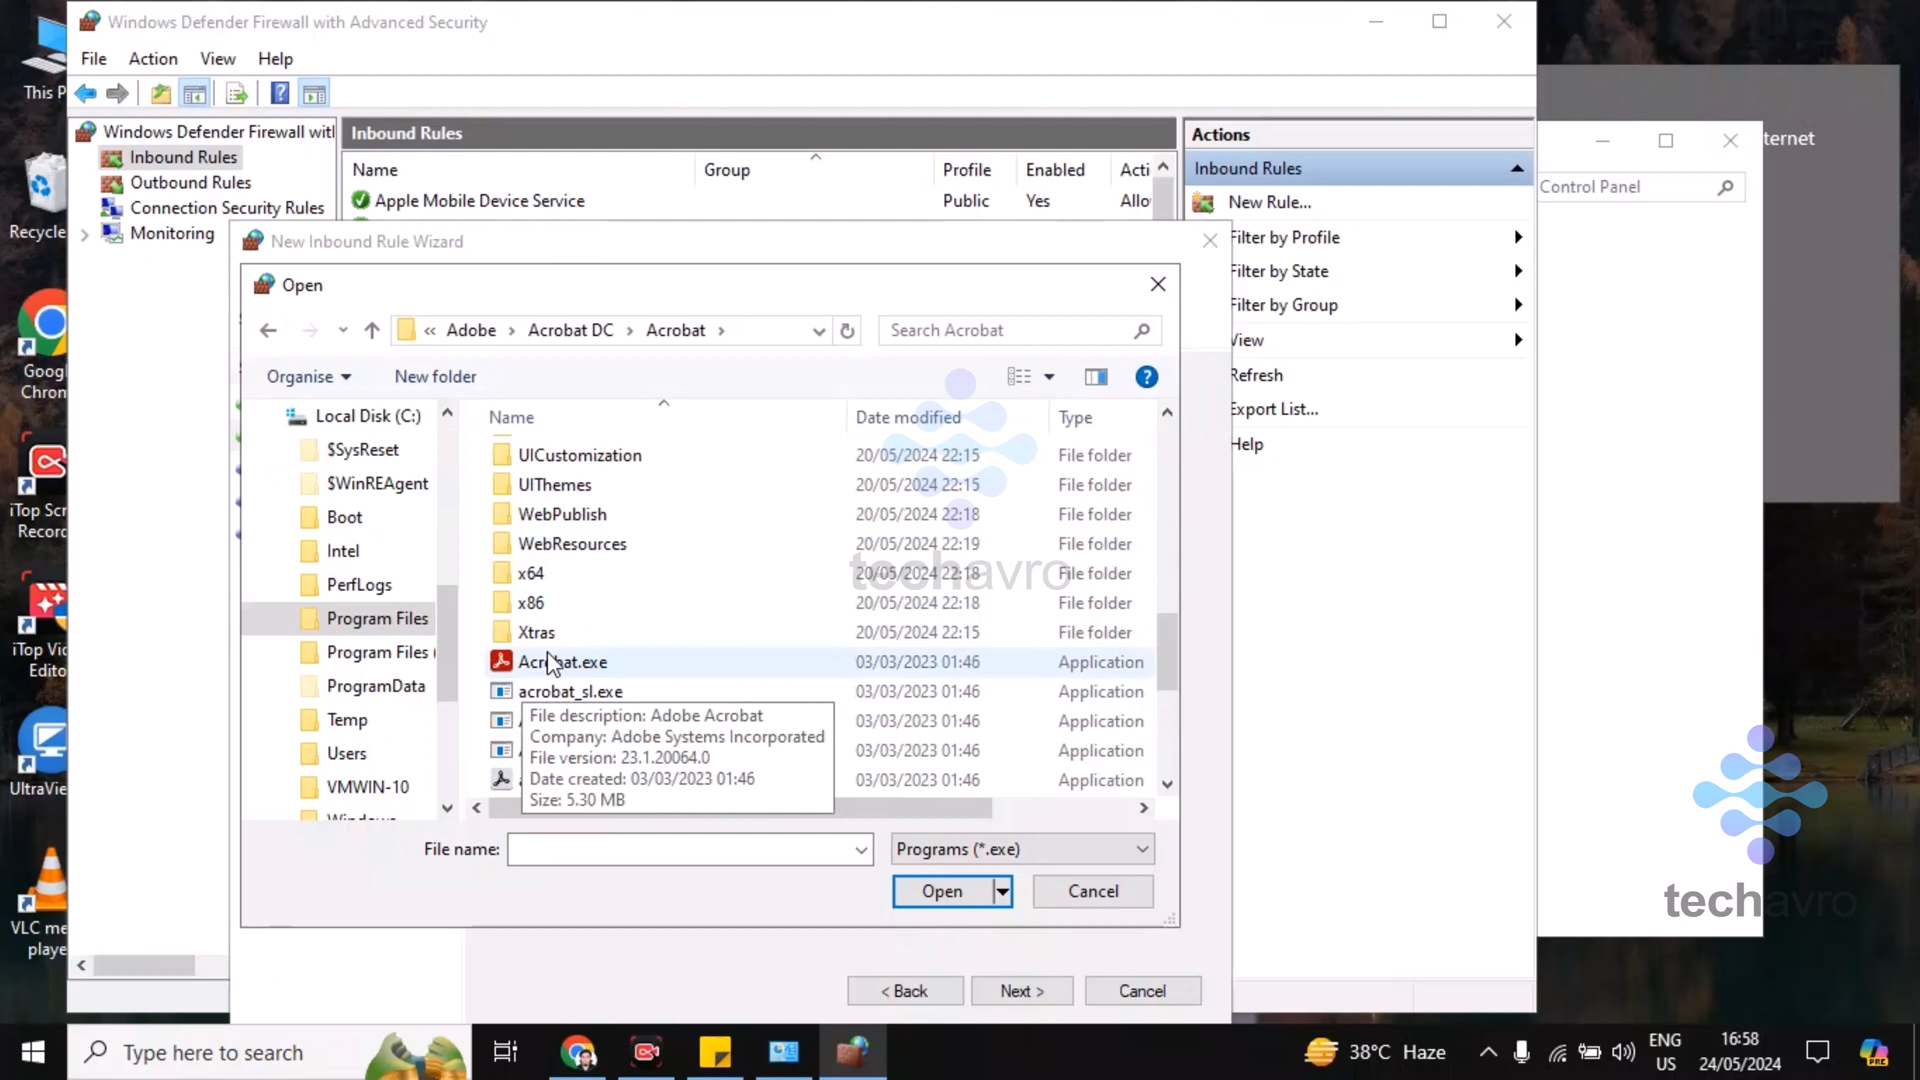 Windows Defender Firewall with Advanced Security
File Action View Help
This P
Recycle
Googl
Chron
iTop Scr
Recorc
iTop Vic
Edito
UltraVie
VLC me
playe
Windows Defender Firewall witl
Inbound Rules
Outbound Rules
Connection Security Rules
Monitoring
Inbound Rules
Name Group Profile Enabled Acti
Apple Mobile Device Service Public Yes Allo
Actions
Inbound Rules
New Rule...
Filter by Profile
Filter by State
Filter by Group
View
Refresh
Export List...
Help
ternet
Control Panel
New Inbound Rule Wizard
Open
« Adobe › Acrobat DC › Acrobat ›
Search Acrobat
Organise New folder
Local Disk (C:)
$SysReset
$WinREAgent
Boot
Intel
PerfLogs
Program Files
Program Files (
ProgramData
Temp
Users
VMWIN-10
Windows
Name Date modified Type
UICustomization 20/05/2024 22:15 File folder
UIThemes 20/05/2024 22:15 File folder
WebPublish 20/05/2024 22:18 File folder
WebResources 20/05/2024 22:19 File folder
x64 20/05/2024 22:18 File folder
x86 20/05/2024 22:18 File folder
Xtras 20/05/2024 22:15 File folder
Acrobat.exe 03/03/2023 01:46 Application
acrobat_sl.exe 03/03/2023 01:46 Application
03/03/2023 01:46 Application
03/03/2023 01:46 Application
03/03/2023 01:46 Application
File description: Adobe Acrobat
Company: Adobe Systems Incorporated
File version: 23.1.20064.0
Date created: 03/03/2023 01:46
Size: 5.30 MB
techavro
File name:
Programs (*.exe)
Open Cancel
< Back Next > Cancel
techavro
Type here to search
38°C Haze
ENG
US
16:58
24/05/2024
PRE